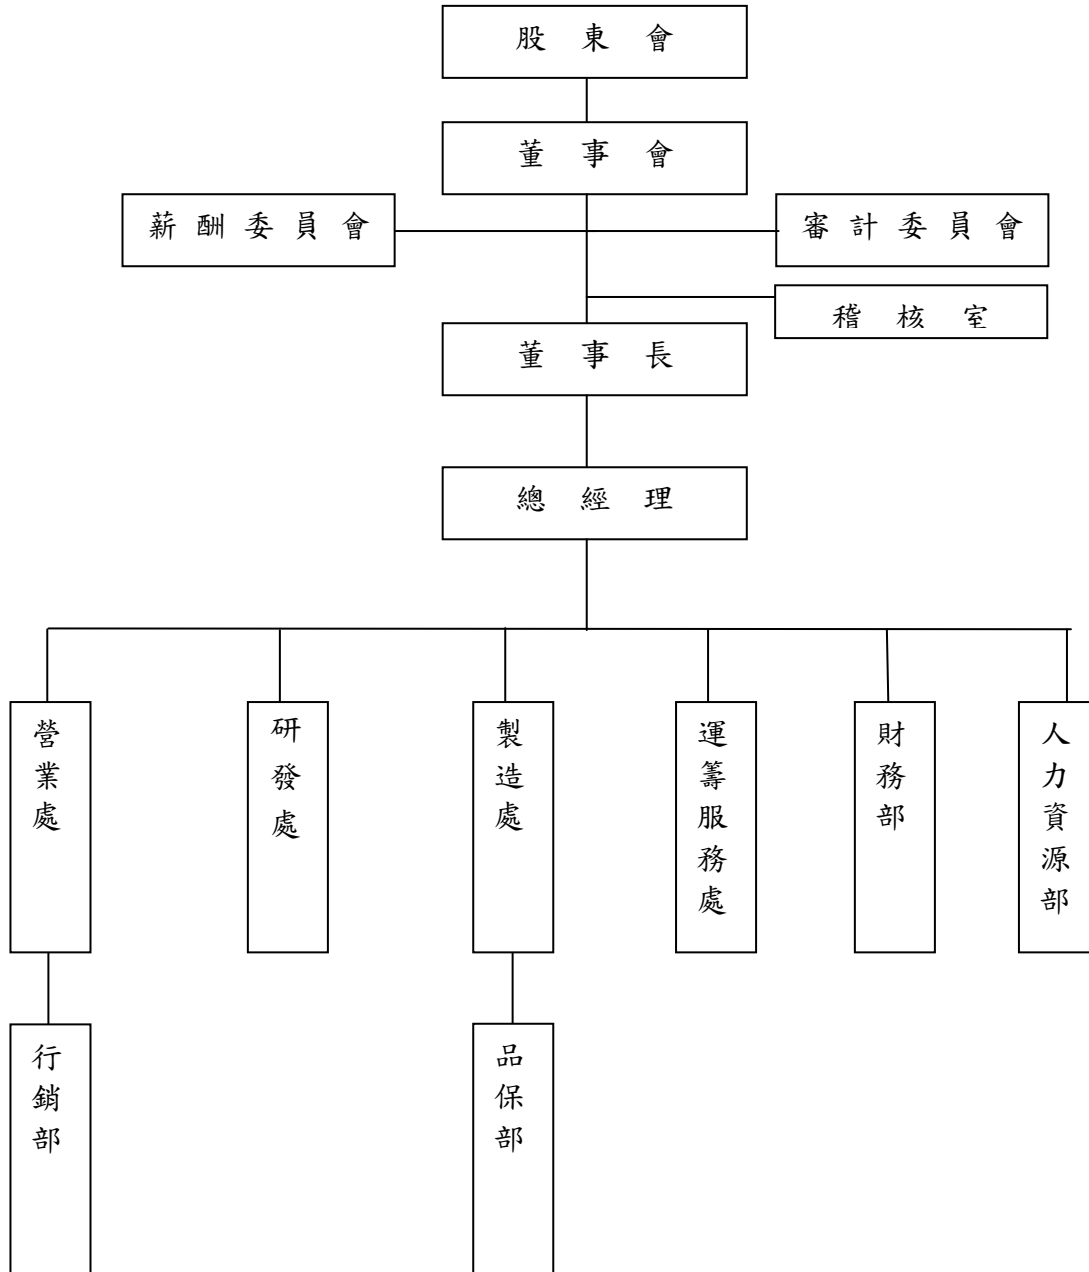 股東會
董事會
薪酬委員會
審計委員會
稽核室
董事長
總經理
營業處
研發處
製造處
運籌服務處
財務部
人力資源部
行銷部
品保部